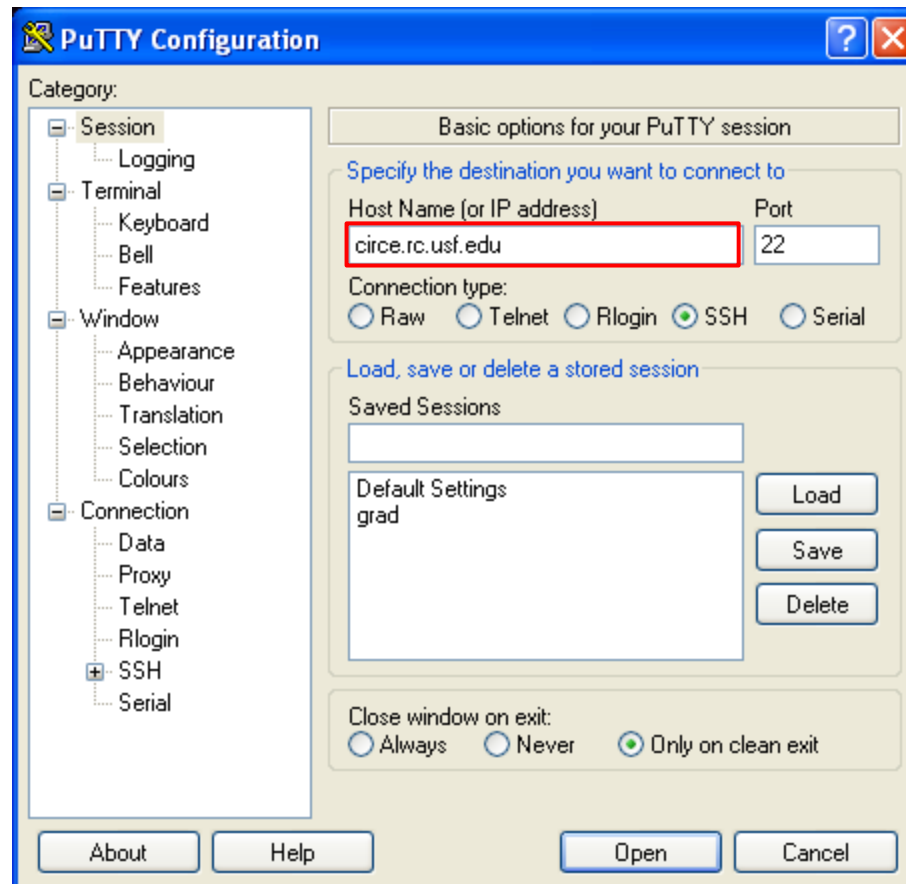 PuTTY Configuration
?
Category:
Session
Logging
Terminal
Keyboard
Bell
Features
Window
Appearance
Behaviour
Translation
Selection
Colours
Connection
Data
Proxy
Telnet
Rlogin
SSH
Serial
Basic options for your PuTTY session
Specify the destination you want to connect to
Host Name (or IP address) Port
circe.rc.usf.edu 22
Connection type:
Raw Telnet Rlogin SSH Serial
Load, save or delete a stored session
Saved Sessions
Default Settings
grad
Load
Save
Delete
Close window on exit:
Always Never Only on clean exit
About Help Open Cancel